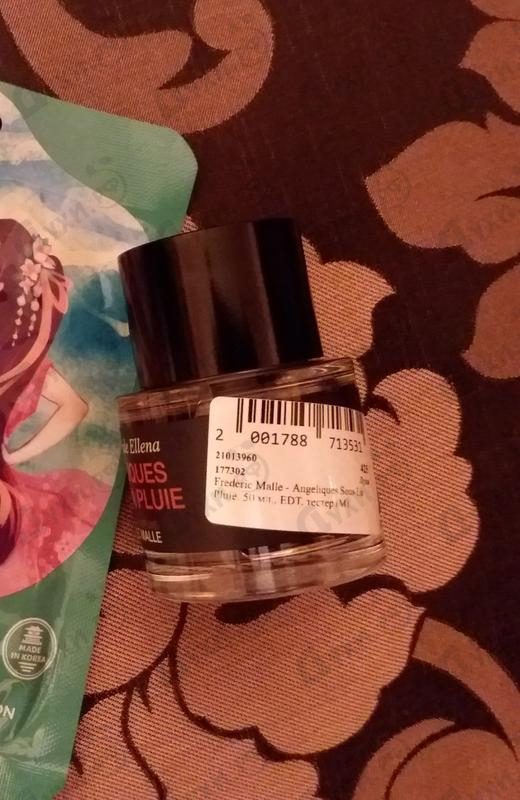 Ellena
QUES
PLUIE
MALLE
2 001788 713531
21013960
177302
Frederic Malle - Angeliques Sous La
Pluie. 50 мл., EDT. тестер (М)
MADE
IN KOREA
ON